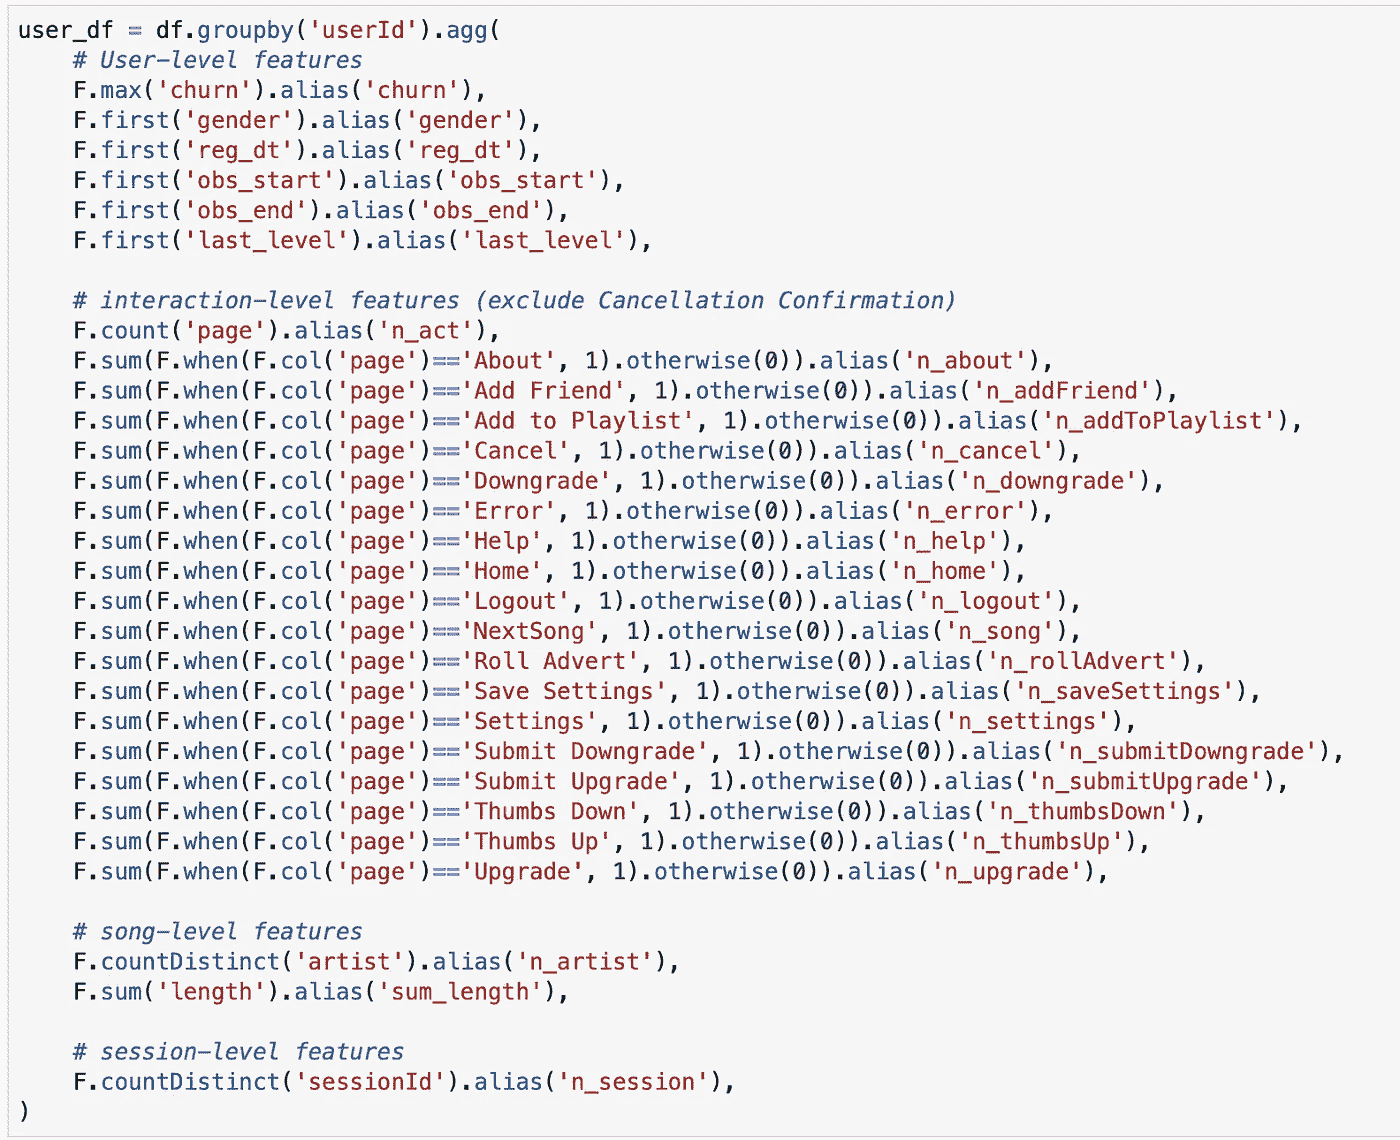 user_df = df.groupby('userId').agg(
    # User-level features
    F.max('churn').alias('churn'),
    F.first('gender').alias('gender'),
    F.first('reg_dt').alias('reg_dt'),
    F.first('obs_start').alias('obs_start'),
    F.first('obs_end').alias('obs_end'),
    F.first('last_level').alias('last_level'),

    # interaction-level features (exclude Cancellation Confirmation)
    F.count('page').alias('n_act'),
    F.sum(F.when(F.col('page')=='About', 1).otherwise(0)).alias('n_about'),
    F.sum(F.when(F.col('page')=='Add Friend', 1).otherwise(0)).alias('n_addFriend'),
    F.sum(F.when(F.col('page')=='Add to Playlist', 1).otherwise(0)).alias('n_addToPlaylist'),
    F.sum(F.when(F.col('page')=='Cancel', 1).otherwise(0)).alias('n_cancel'),
    F.sum(F.when(F.col('page')=='Downgrade', 1).otherwise(0)).alias('n_downgrade'),
    F.sum(F.when(F.col('page')=='Error', 1).otherwise(0)).alias('n_error'),
    F.sum(F.when(F.col('page')=='Help', 1).otherwise(0)).alias('n_help'),
    F.sum(F.when(F.col('page')=='Home', 1).otherwise(0)).alias('n_home'),
    F.sum(F.when(F.col('page')=='Logout', 1).otherwise(0)).alias('n_logout'),
    F.sum(F.when(F.col('page')=='NextSong', 1).otherwise(0)).alias('n_song'),
    F.sum(F.when(F.col('page')=='Roll Advert', 1).otherwise(0)).alias('n_rollAdvert'),
    F.sum(F.when(F.col('page')=='Save Settings', 1).otherwise(0)).alias('n_saveSettings'),
    F.sum(F.when(F.col('page')=='Settings', 1).otherwise(0)).alias('n_settings'),
    F.sum(F.when(F.col('page')=='Submit Downgrade', 1).otherwise(0)).alias('n_submitDowngrade'),
    F.sum(F.when(F.col('page')=='Submit Upgrade', 1).otherwise(0)).alias('n_submitUpgrade'),
    F.sum(F.when(F.col('page')=='Thumbs Down', 1).otherwise(0)).alias('n_thumbsDown'),
    F.sum(F.when(F.col('page')=='Thumbs Up', 1).otherwise(0)).alias('n_thumbsUp'),
    F.sum(F.when(F.col('page')=='Upgrade', 1).otherwise(0)).alias('n_upgrade'),

    # song-level features
    F.countDistinct('artist').alias('n_artist'),
    F.sum('length').alias('sum_length'),

    # session-level features
    F.countDistinct('sessionId').alias('n_session'),
)